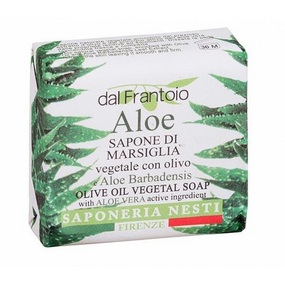 36 M
dal Frantoio
Aloe
SAPONE DI
MARSIGLIA
vegetale con olivo
e Aloe Barbadensis
OLIVE OIL VEGETAL SOAP
with ALOE VERA active ingredient
SAPONERIA NESTI
FIRENZE